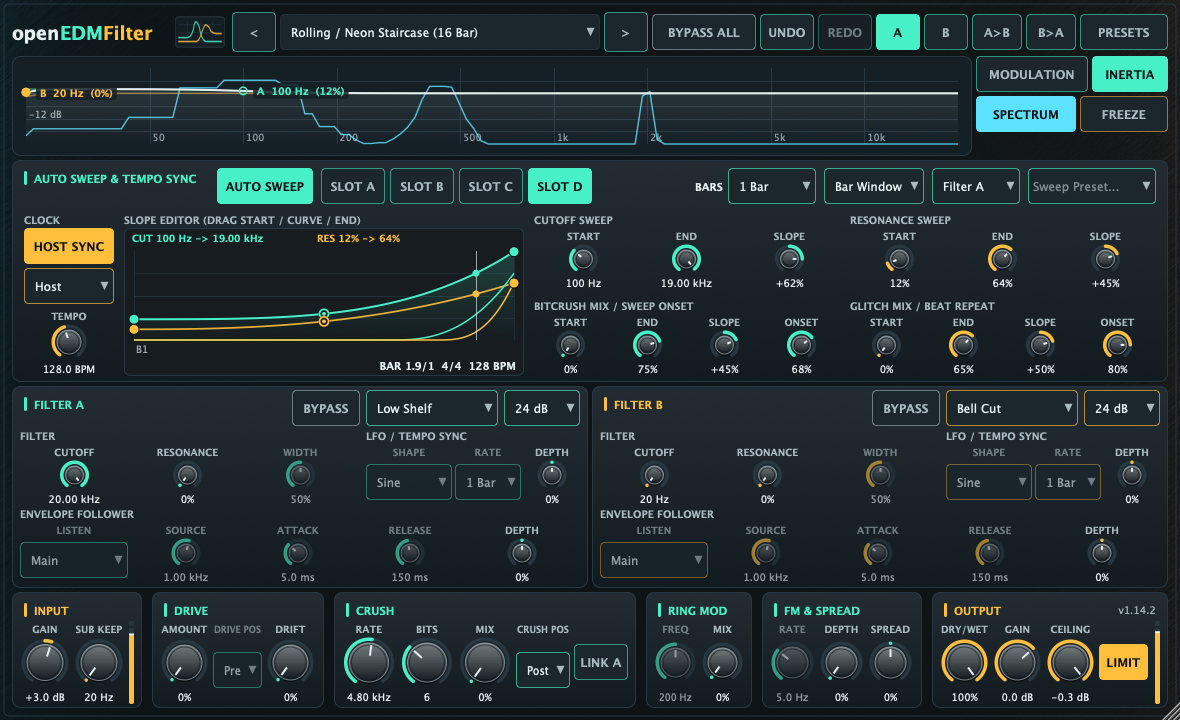 openEDMFilter
<
Rolling / Neon Staircase (16 Bar)
>
BYPASS ALL
UNDO
REDO
A
B
A>B
B>A
PRESETS
B 20 Hz (0%)
A 100 Hz (12%)
-12 dB
50
100
200
500
1k
2k
5k
10k
MODULATION
INERTIA
SPECTRUM
FREEZE
AUTO SWEEP & TEMPO SYNC
AUTO SWEEP
SLOT A
SLOT B
SLOT C
SLOT D
BARS
1 Bar
Bar Window
Filter A
Sweep Preset...
CLOCK
HOST SYNC
Host
TEMPO
128.0 BPM
SLOPE EDITOR (DRAG START / CURVE / END)
CUT 100 Hz -> 19.00 kHz
RES 12% -> 64%
B1
BAR 1.9/1 4/4 128 BPM
CUTOFF SWEEP
START
END
SLOPE
100 Hz
19.00 kHz
+62%
RESONANCE SWEEP
START
END
SLOPE
12%
64%
+45%
BITCRUSH MIX / SWEEP ONSET
START
END
SLOPE
ONSET
0%
75%
+45%
68%
GLITCH MIX / BEAT REPEAT
START
END
SLOPE
ONSET
0%
65%
+50%
80%
FILTER A
BYPASS
Low Shelf
24 dB
FILTER
CUTOFF
RESONANCE
WIDTH
20.00 kHz
0%
50%
LFO / TEMPO SYNC
SHAPE
RATE
DEPTH
Sine
1 Bar
0%
ENVELOPE FOLLOWER
LISTEN
SOURCE
ATTACK
RELEASE
DEPTH
Main
1.00 kHz
5.0 ms
150 ms
0%
FILTER B
BYPASS
Bell Cut
24 dB
FILTER
CUTOFF
RESONANCE
WIDTH
20 Hz
0%
50%
LFO / TEMPO SYNC
SHAPE
RATE
DEPTH
Sine
1 Bar
0%
ENVELOPE FOLLOWER
LISTEN
SOURCE
ATTACK
RELEASE
DEPTH
Main
1.00 kHz
5.0 ms
150 ms
0%
INPUT
GAIN
SUB KEEP
+3.0 dB
20 Hz
DRIVE
AMOUNT
DRIVE POS
DRIFT
Pre
0%
0%
CRUSH
RATE
BITS
MIX
CRUSH POS
Post
LINK A
4.80 kHz
6
0%
RING MOD
FREQ
MIX
200 Hz
0%
FM & SPREAD
RATE
DEPTH
SPREAD
5.0 Hz
0%
0%
OUTPUT
v1.14.2
DRY/WET
GAIN
CEILING
LIMIT
100%
0.0 dB
-0.3 dB